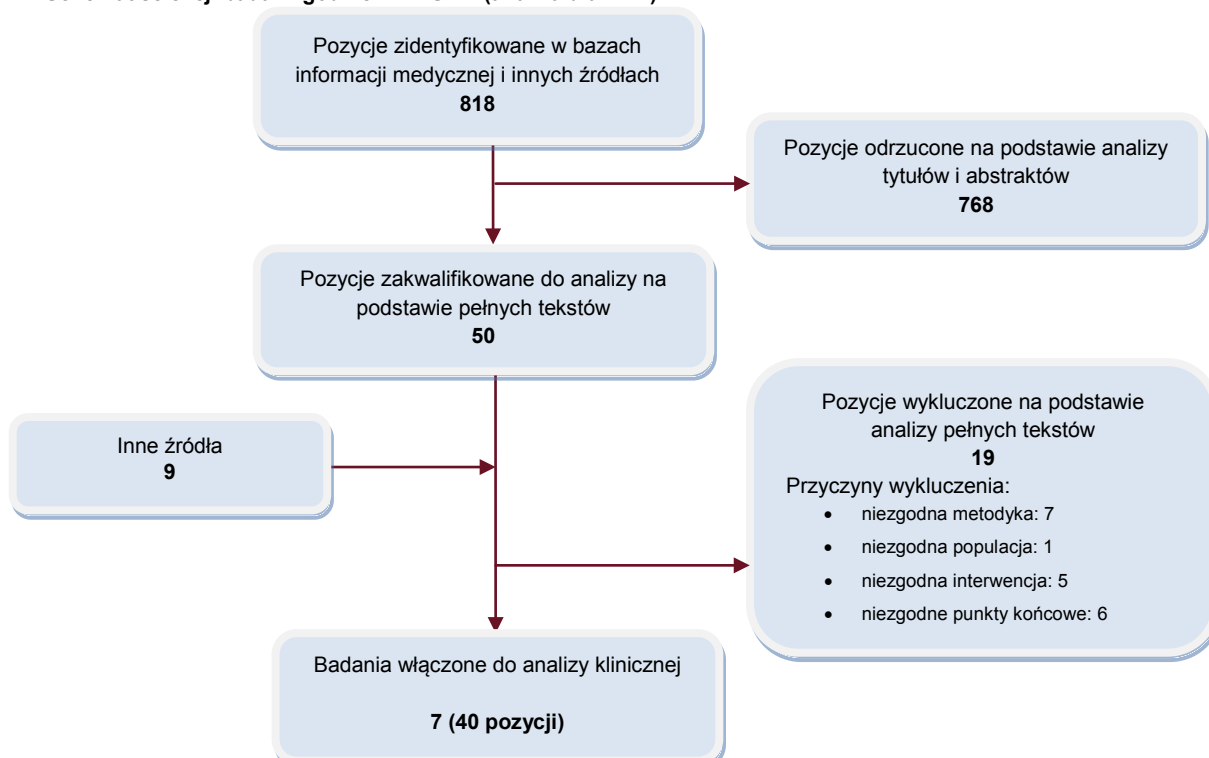 Pozycje zidentyfikowane w bazach
informacji medycznej i innych źródłach
818
Pozycje odrzucone na podstawie analizy
tytułów i abstraktów
768
Pozycje zakwalifikowane do analizy na
podstawie pełnych tekstów
50
Inne źródła
9
Pozycje wykluczone na podstawie
analizy pełnych tekstów
19
Przyczyny wykluczenia:
• niezgodna metodyka: 7
• niezgodna populacja: 1
• niezgodna interwencja: 5
• niezgodne punkty końcowe: 6
Badania włączone do analizy klinicznej
7 (40 pozycji)